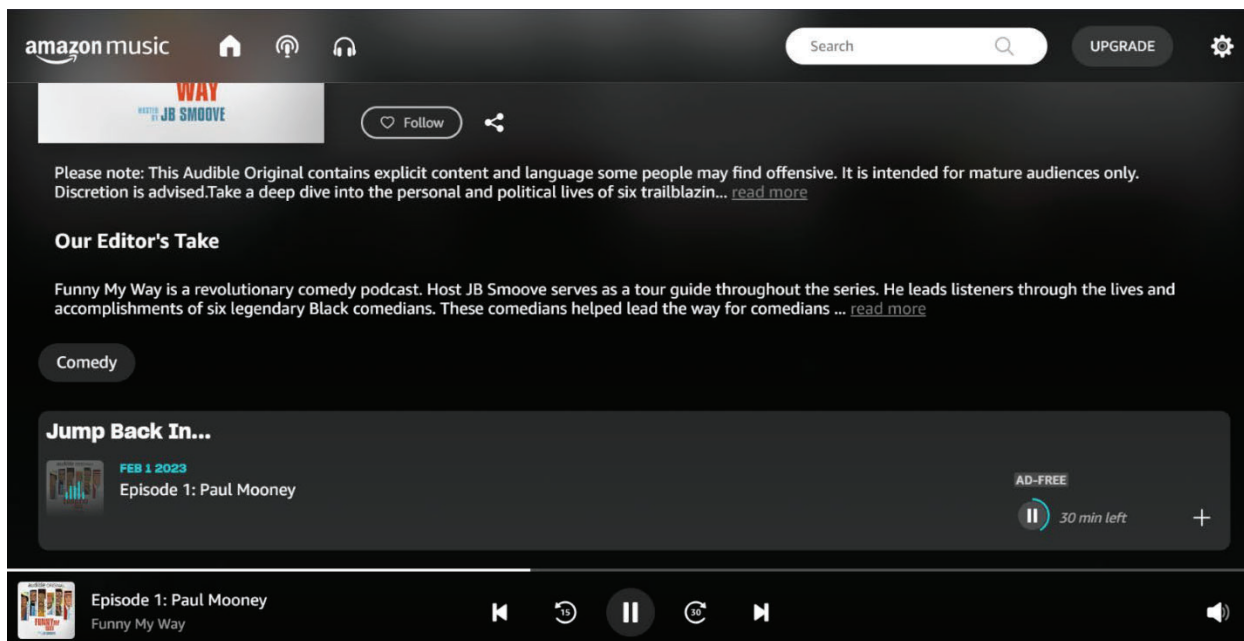 amazon music
Search
UPGRADE
WAY
HOSTED BY JB SMOOVE
Follow
Please note: This Audible Original contains explicit content and language some people may find offensive. It is intended for mature audiences only.
Discretion is advised.Take a deep dive into the personal and political lives of six trailblazin... read more
Our Editor's Take
Funny My Way is a revolutionary comedy podcast. Host JB Smoove serves as a tour guide throughout the series. He leads listeners through the lives and
accomplishments of six legendary Black comedians. These comedians helped lead the way for comedians ... read more
Comedy
Jump Back In...
FEB 1 2023
Episode 1: Paul Mooney
AD-FREE
30 min left
Episode 1: Paul Mooney
Funny My Way
15
30